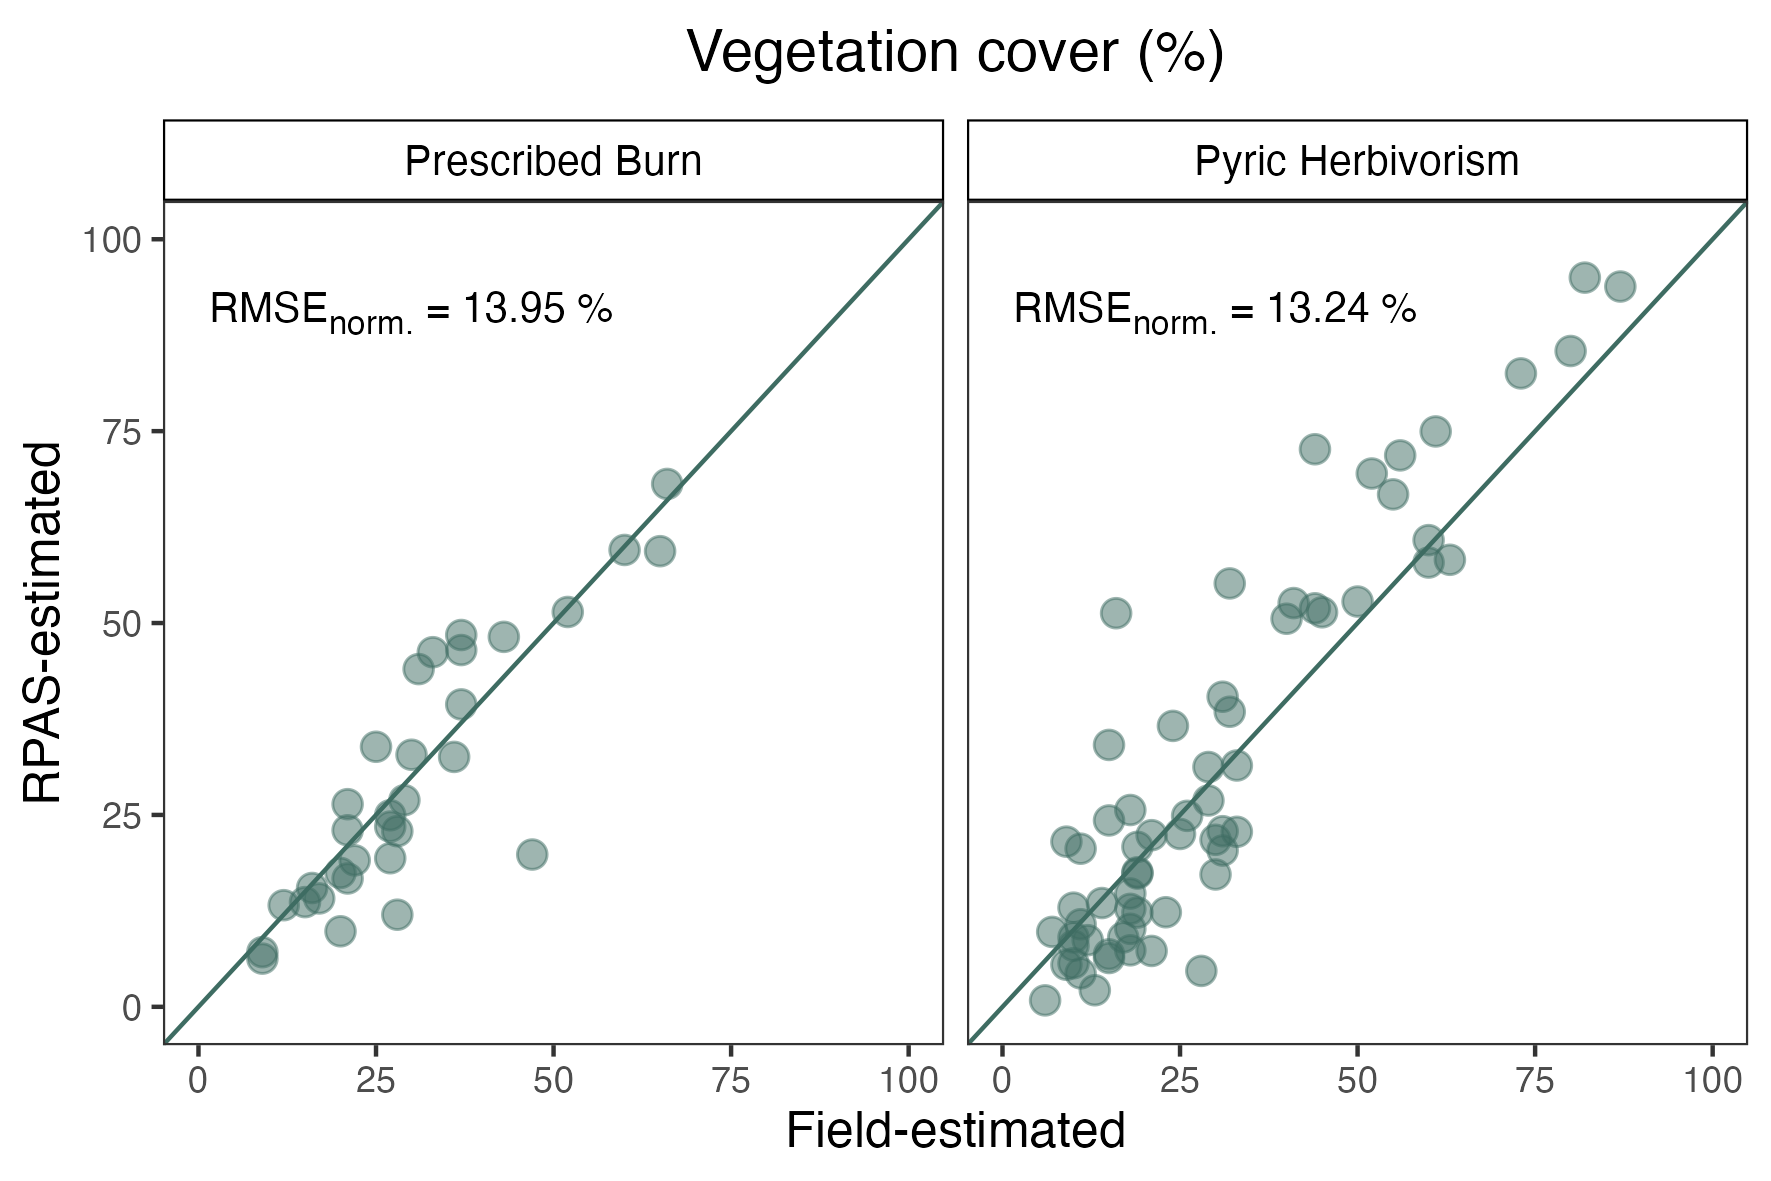 Vegetation cover (%)
Prescribed Burn
Pyric Herbivorism
RMSEnorm. = 13.95 %
RMSEnorm. = 13.24 %
100
75
50
25
0
RPAS-estimated
0 25 50 75 100
0 25 50 75 100
Field-estimated